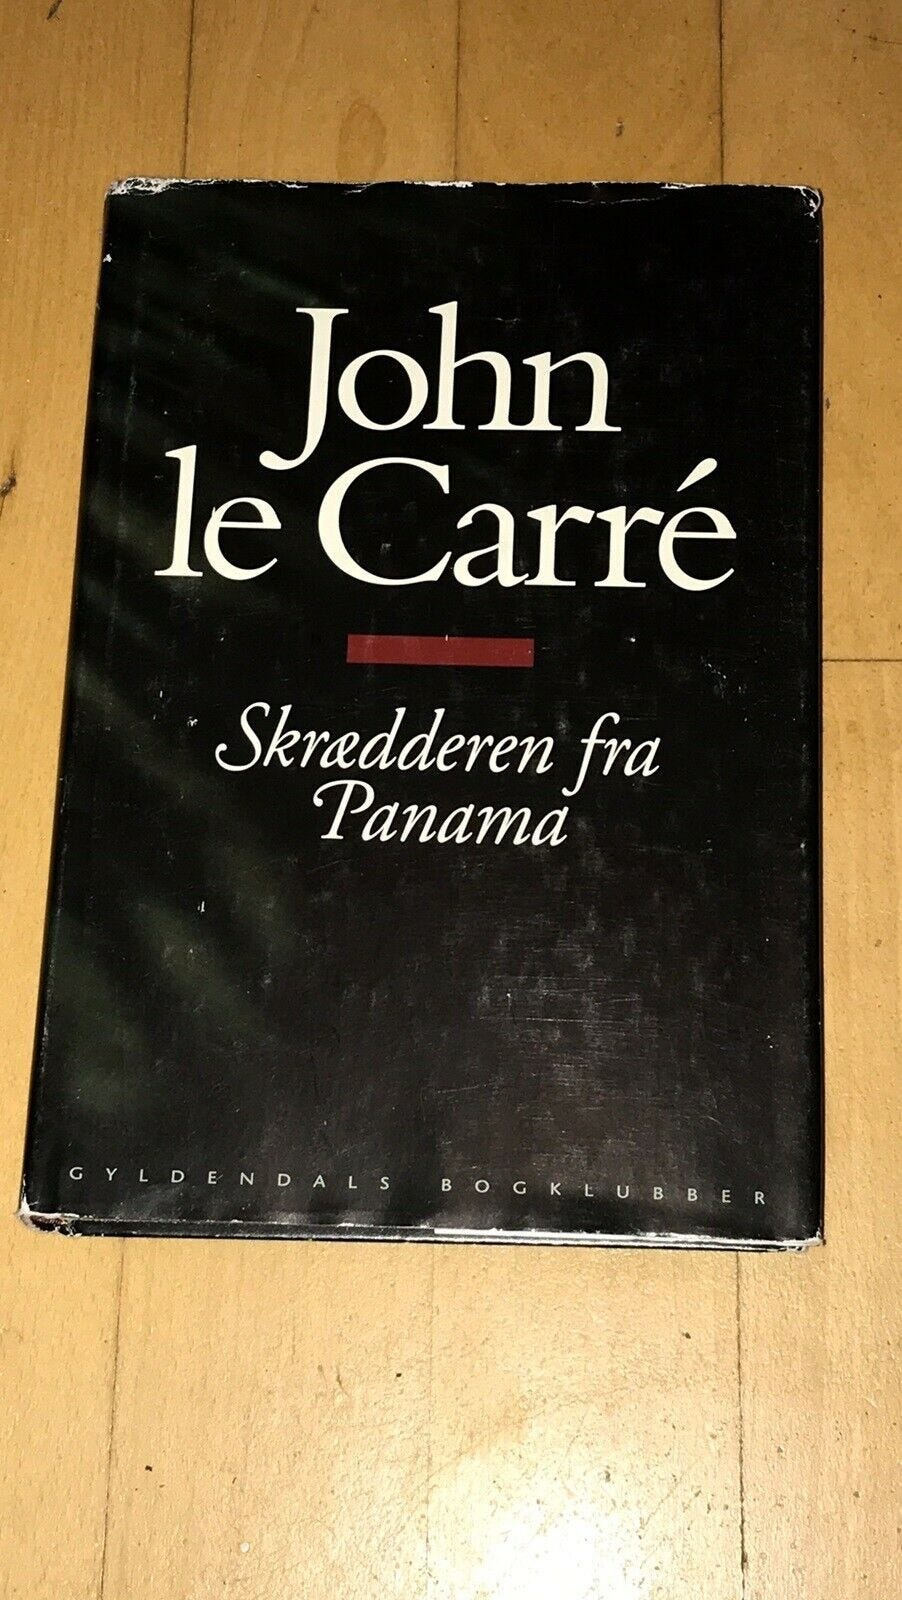 John
le Carré
Skrædderen fra
Panama
GYLDENDALS BOGKLUBBER